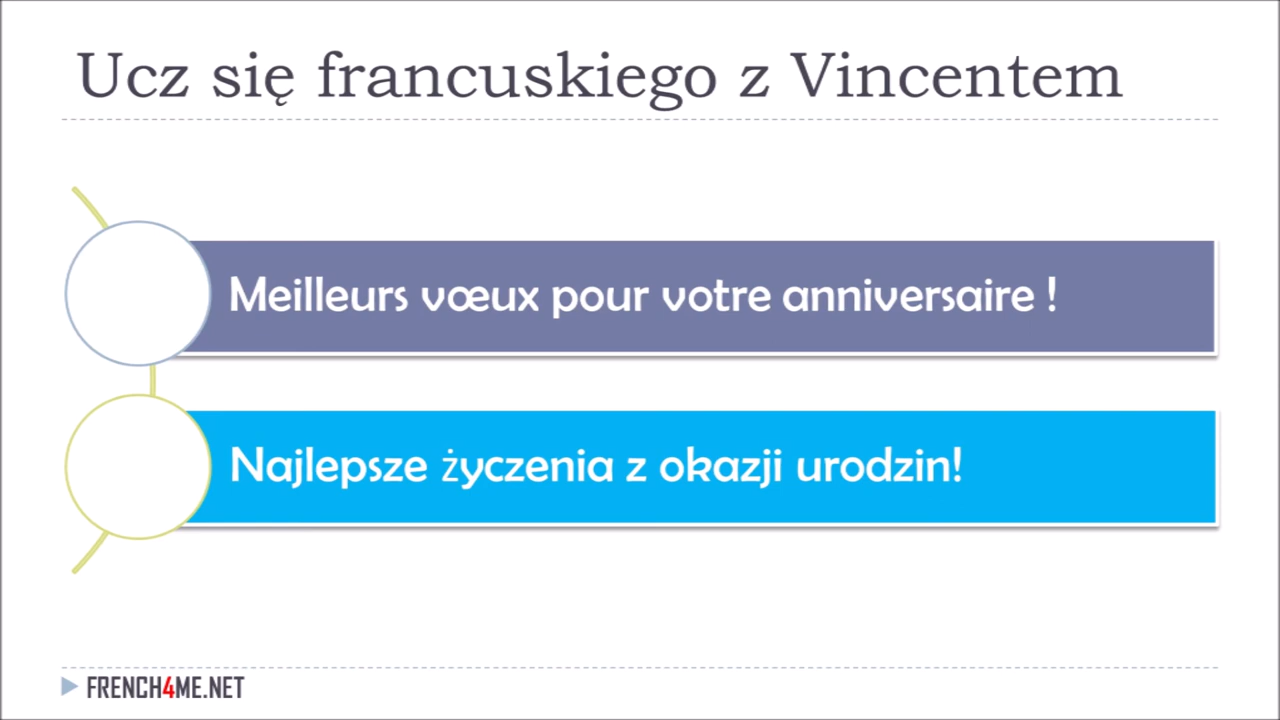 Ucz się francuskiego z Vincentem
Meilleurs vœux pour votre anniversaire !
Najlepsze życzenia z okazji urodzin!
FRENCH4ME.NET